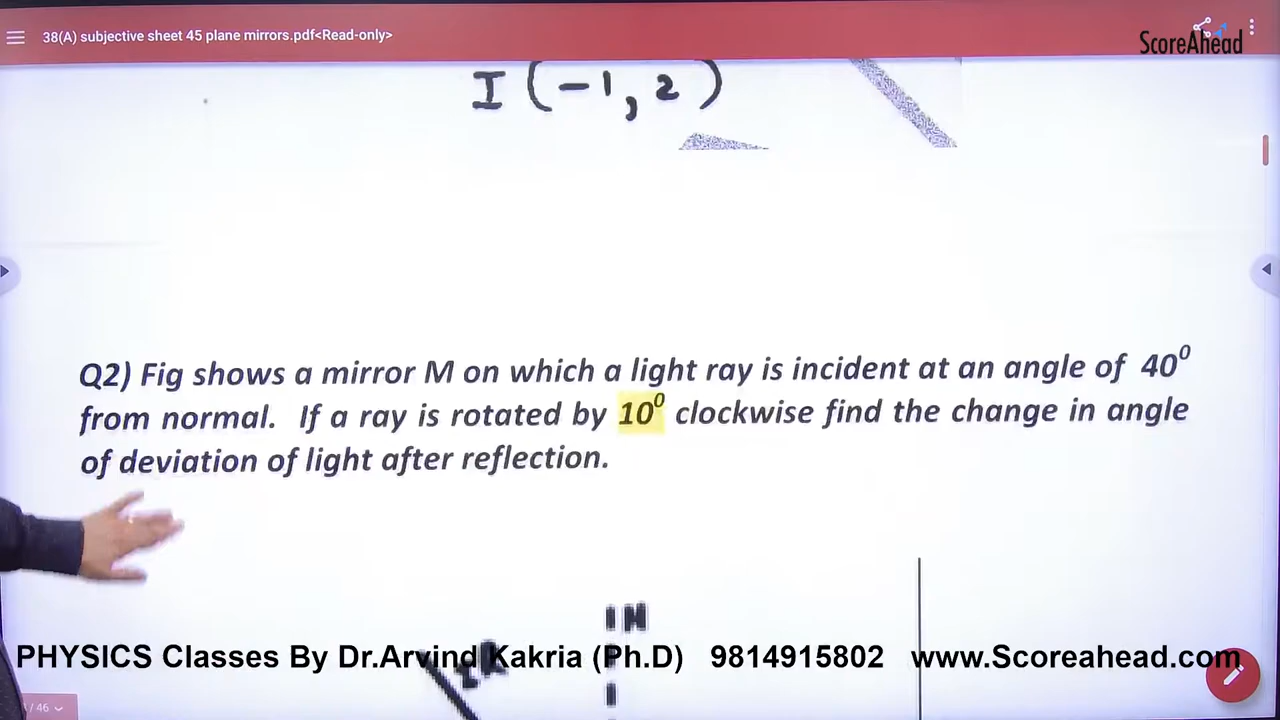 38(A) subjective sheet 45 plane mirrors.pdf<Read-only>
ScoreAhead
I (-1, 2)
Q2) Fig shows a mirror M on which a light ray is incident at an angle of 40⁰
from normal. If a ray is rotated by 10⁰ clockwise find the change in angle
of deviation of light after reflection.
PHYSICS Classes By Dr.Arvind Kakria (Ph.D) 9814915802 www.Scoreahead.com
/ 46